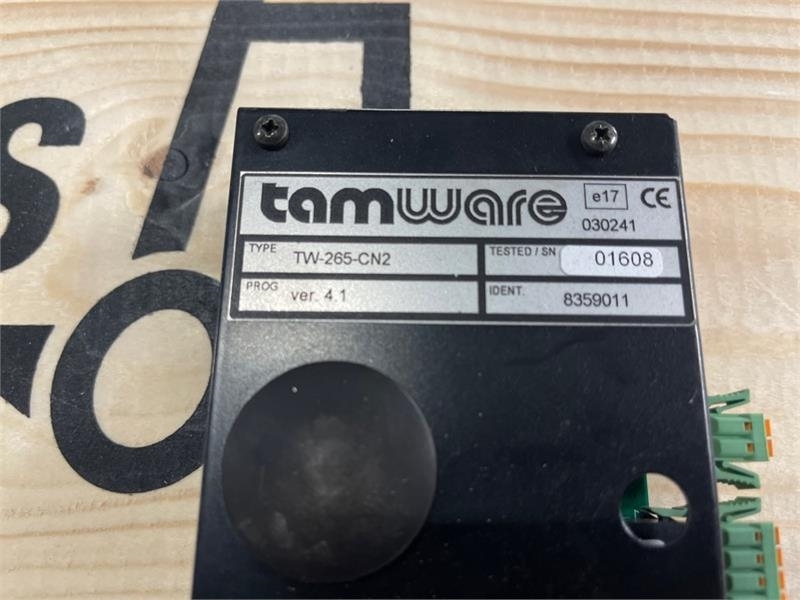 S
tamware
e17 CE
030241
TYPE TW-265-CN2
TESTED / SN 01608
PROG ver. 4.1
IDENT. 8359011